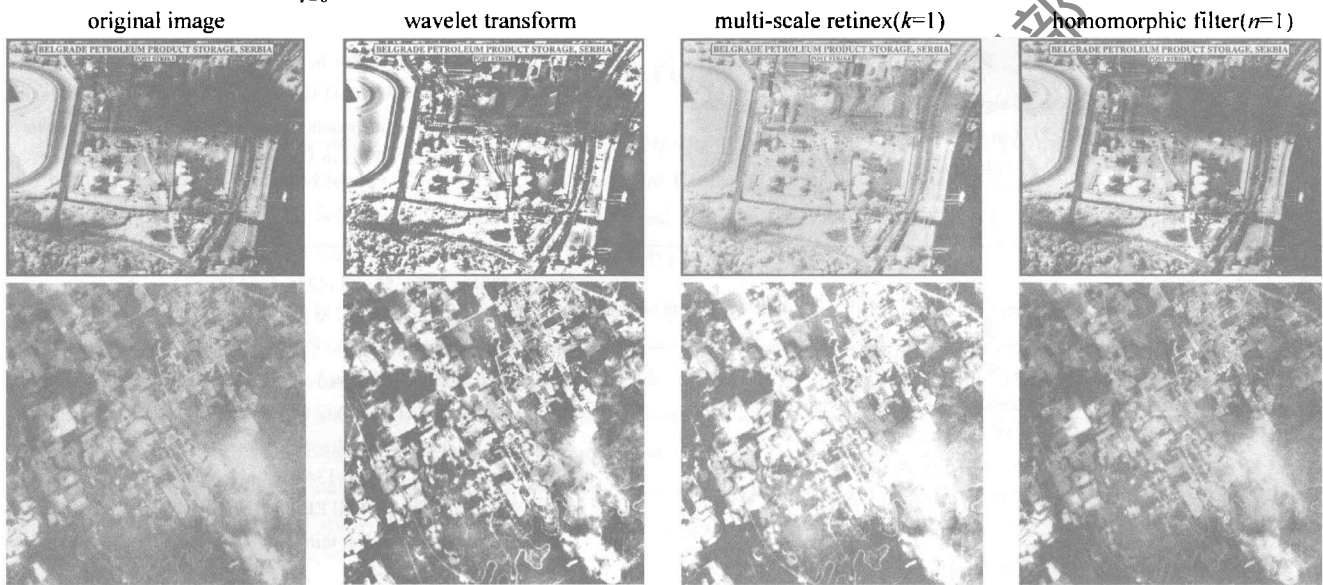 original image
wavelet transform
multi-scale retinex(k=1)
homomorphic filter(n=1)
BELGRADE PETROLEUM PRODUCT STORAGE, SERBIA
POST STRIKE
BELGRADE PETROLEUM PRODUCT STORAGE, SERBIA
POST STRIKE
BELGRADE PETROLEUM PRODUCT STORAGE, SERBIA
POST STRIKE
BELGRADE PETROLEUM PRODUCT STORAGE, SERBIA
POST STRIKE